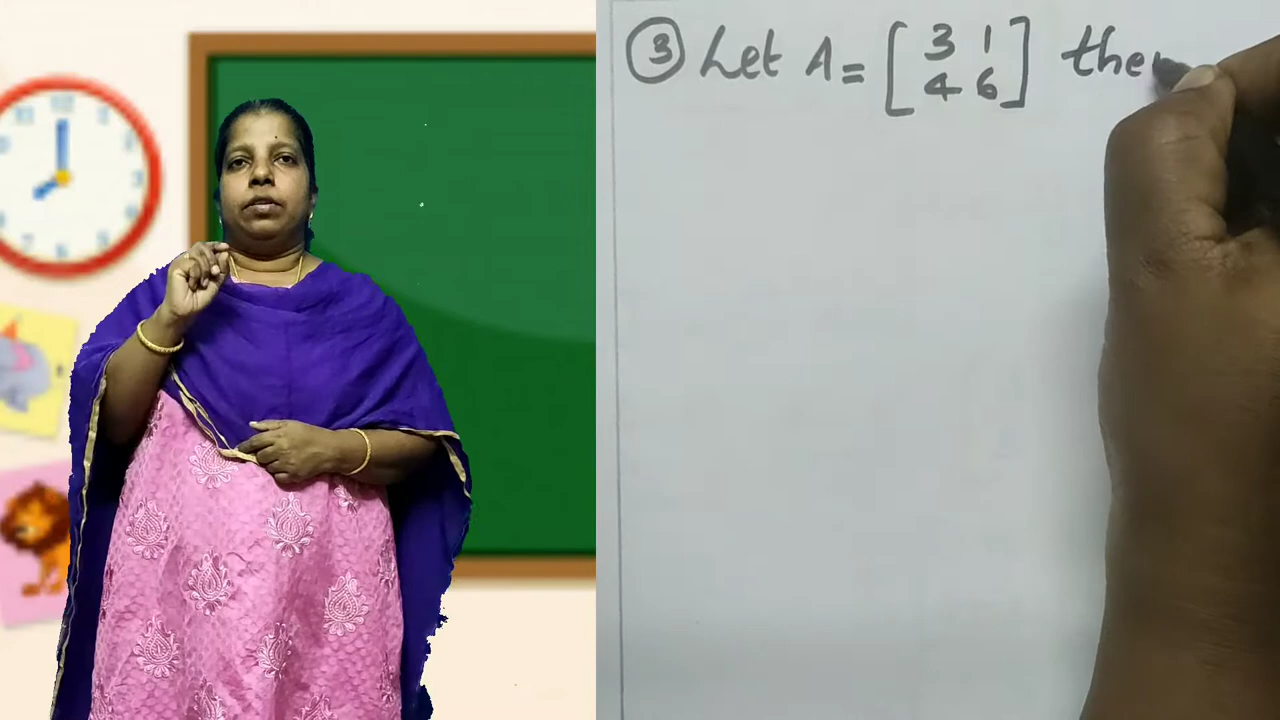 ③ Let A = [3 1
4 6] the